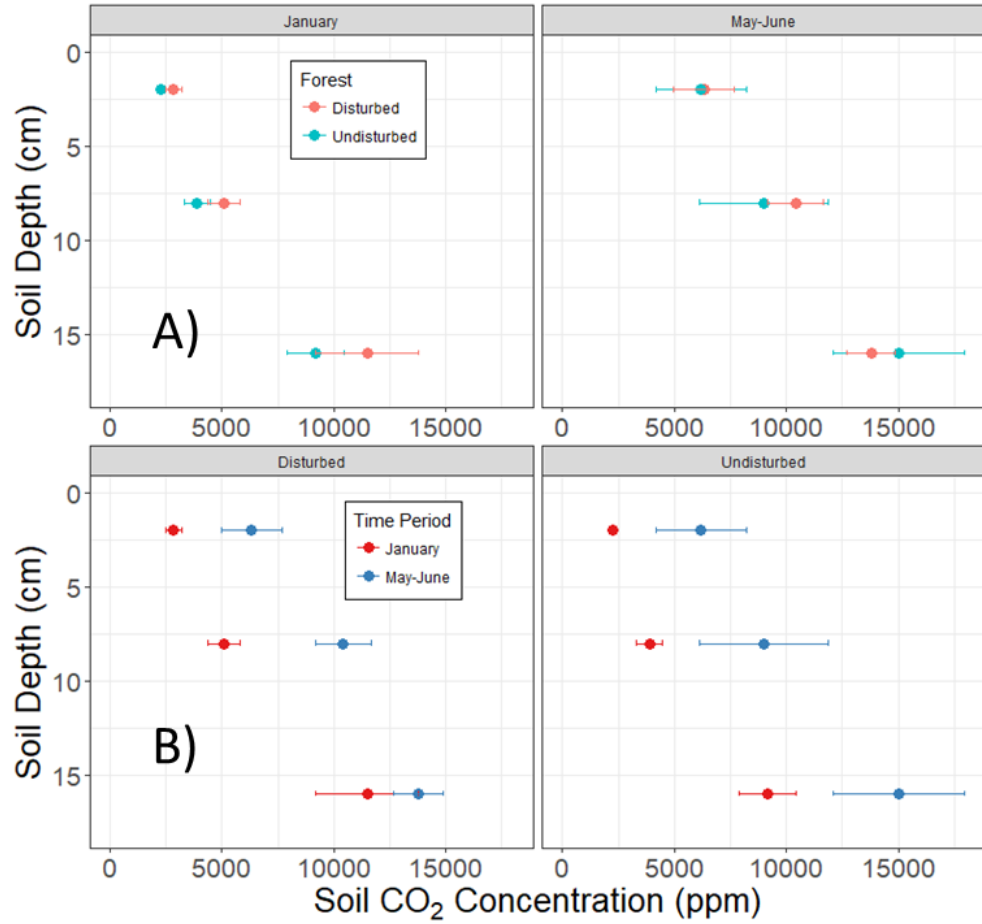 January
May-June
0
5
10
15
Soil Depth (cm)
Forest
Disturbed
Undisturbed
A)
0 5000 10000 15000
0 5000 10000 15000
Disturbed
Undisturbed
0
5
10
15
Soil Depth (cm)
Time Period
January
May-June
B)
0 5000 10000 15000
0 5000 10000 15000
Soil CO₂ Concentration (ppm)